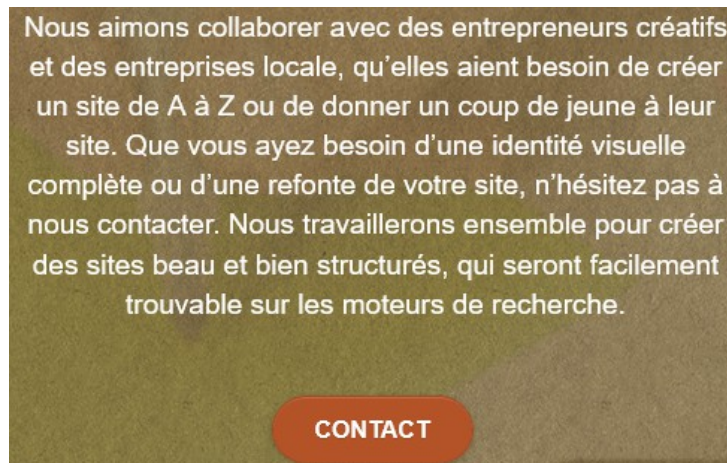 Nous aimons collaborer avec des entrepreneurs créatifs
et des entreprises locale, qu’elles aient besoin de créer
un site de A à Z ou de donner un coup de jeune à leur
site. Que vous ayez besoin d’une identité visuelle
complète ou d’une refonte de votre site, n’hésitez pas à
nous contacter. Nous travaillerons ensemble pour créer
des sites beau et bien structurés, qui seront facilement
trouvable sur les moteurs de recherche.
CONTACT